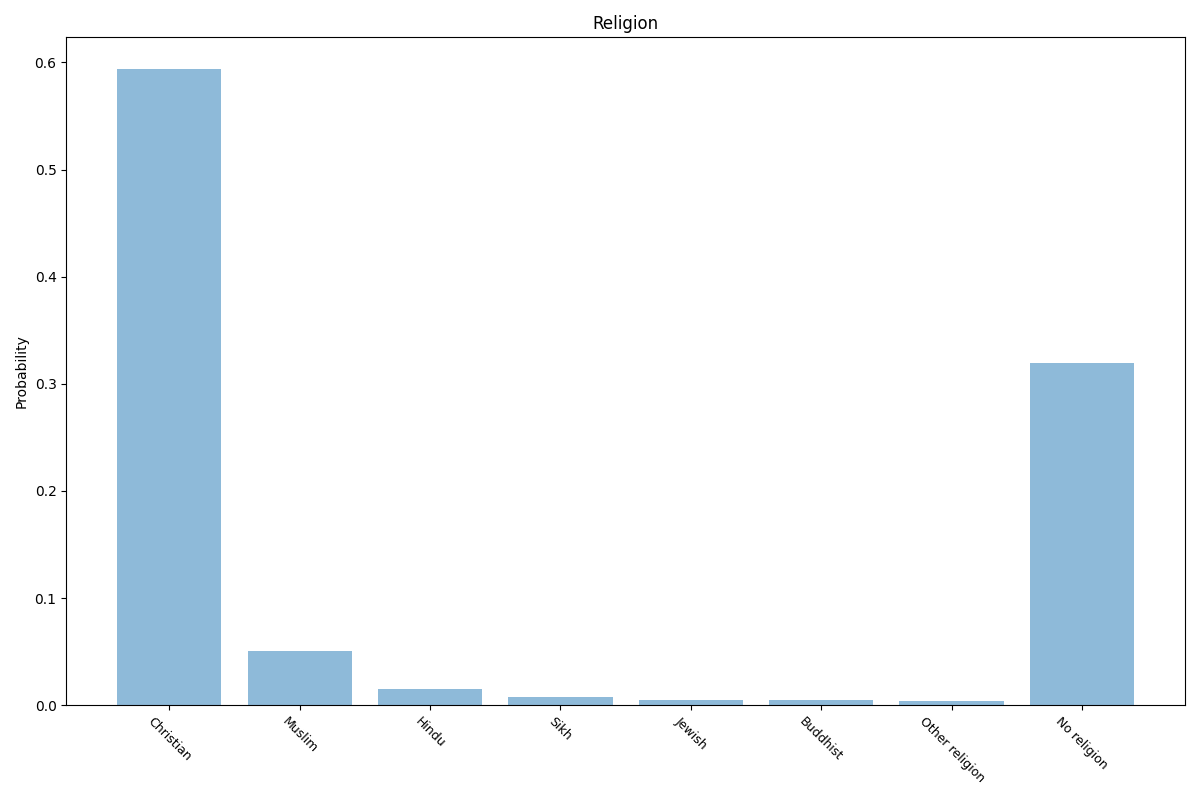 Religion
Probability
0.6
0.5
0.4
0.3
0.2
0.1
0.0
Christian
Muslim
Hindu
Sikh
Jewish
Buddhist
Other religion
No religion